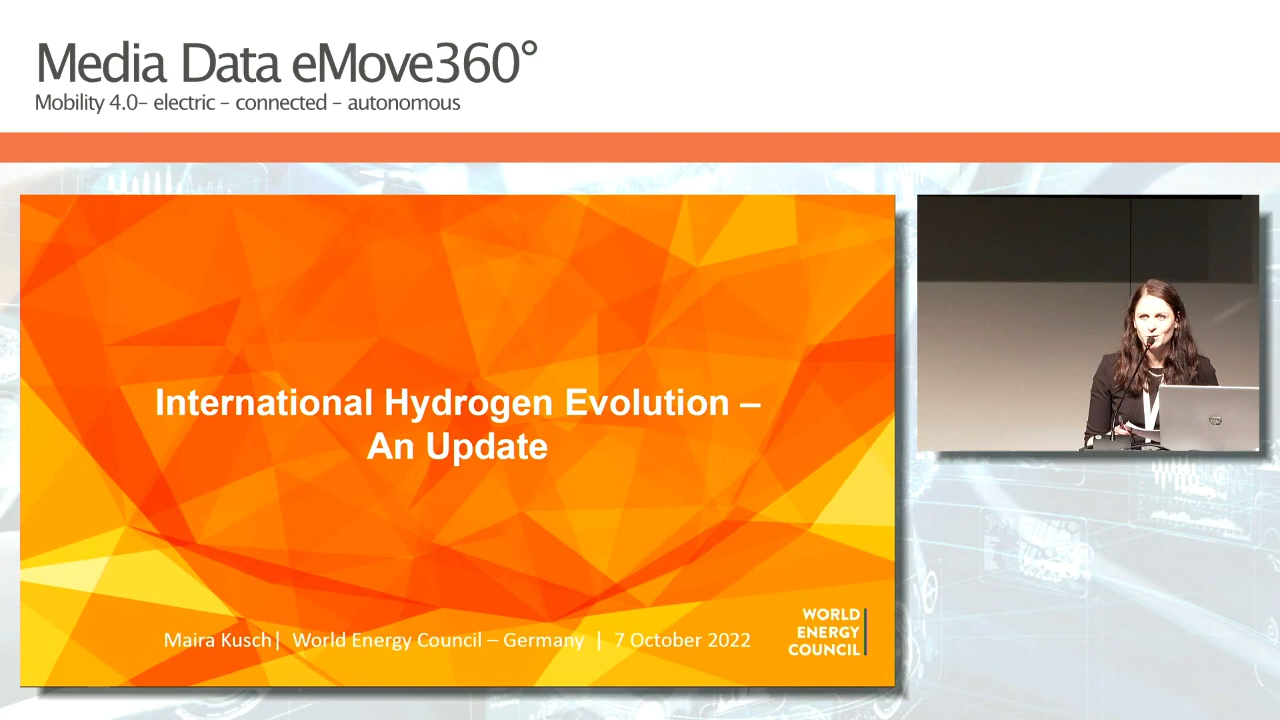 Media Data eMove360°
Mobility 4.0– electric – connected – autonomous
International Hydrogen Evolution –
An Update
Maira Kusch| World Energy Council – Germany | 7 October 2022
WORLD
ENERGY
COUNCIL
hp